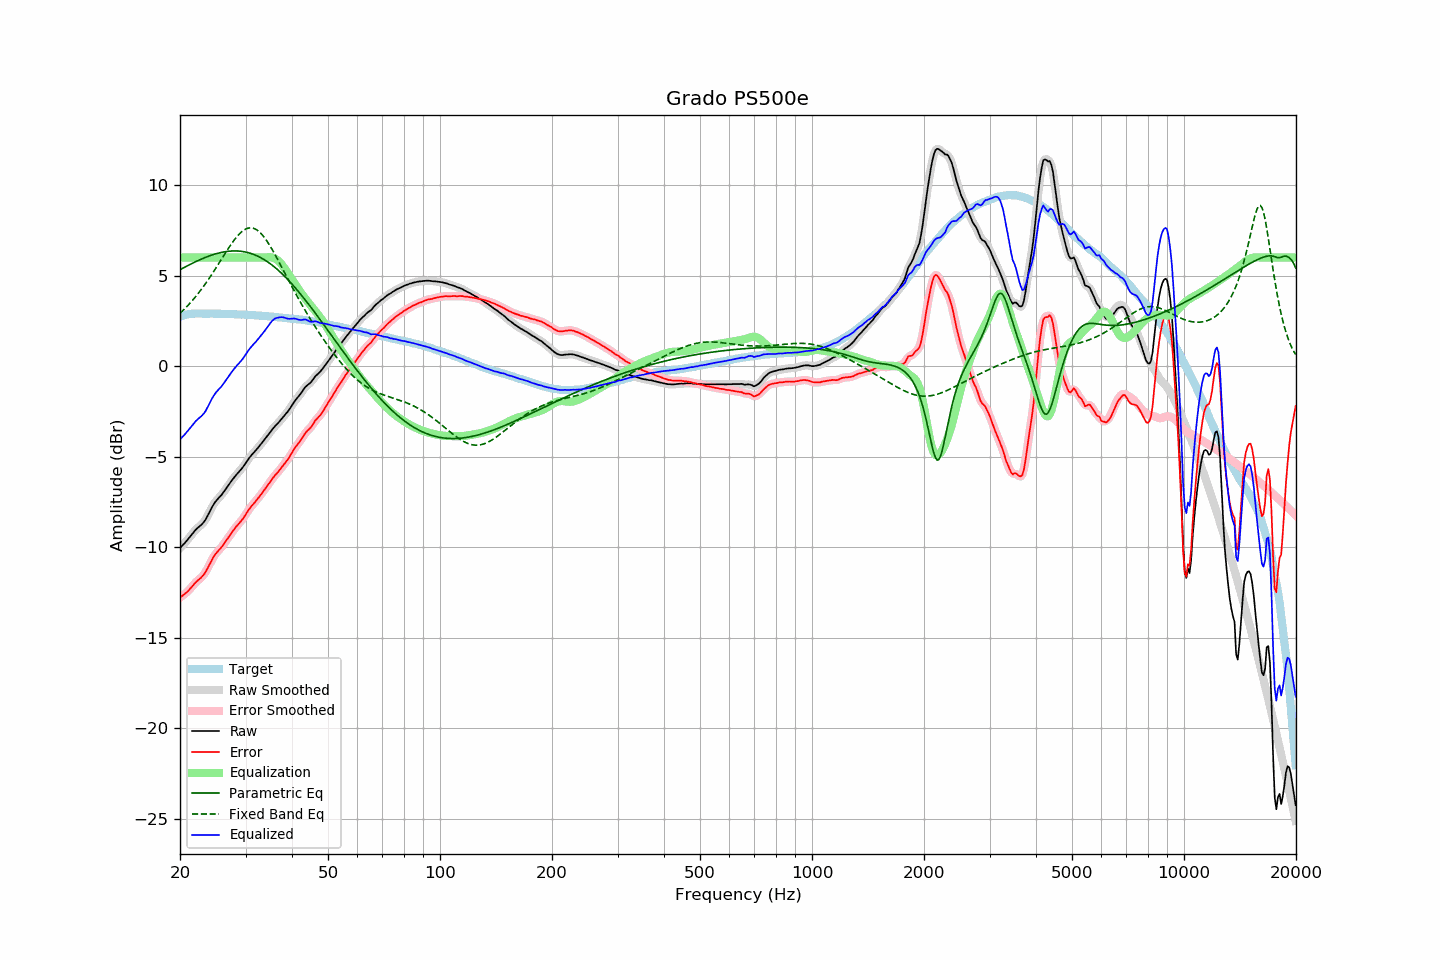 Grado PS500e
Amplitude (dBr)
10
5
0
−5
−10
−15
−20
−25
Target
Raw Smoothed
Error Smoothed
Raw
Error
Equalization
Parametric Eq
Fixed Band Eq
Equalized
20 50 100 200 500 1000 2000 5000 10000 20000
Frequency (Hz)